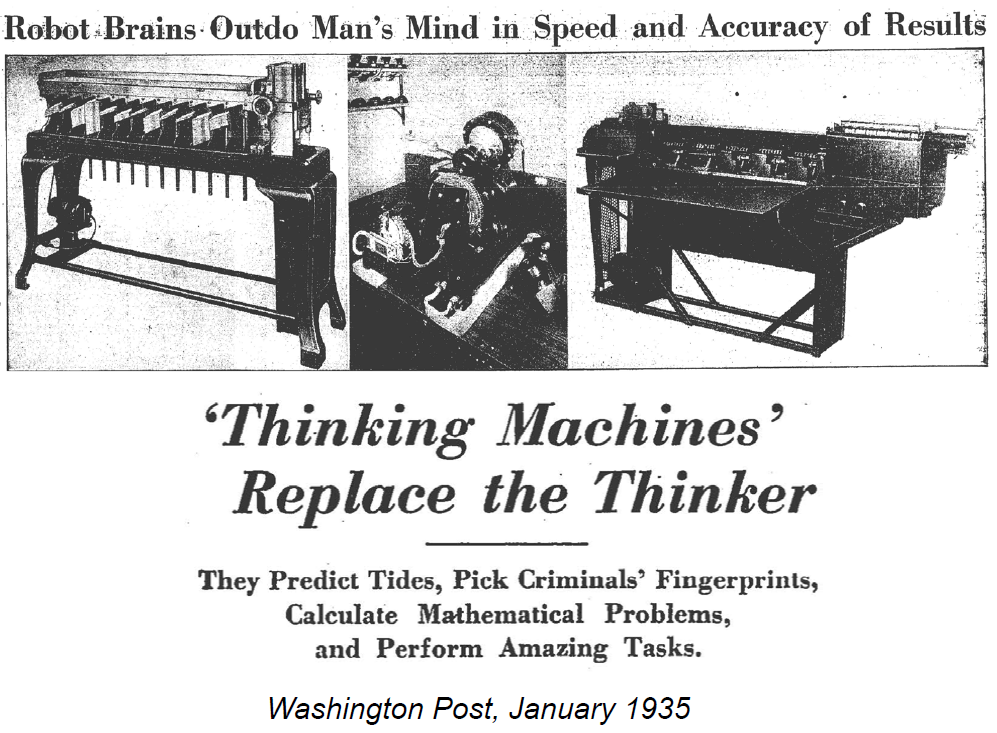 Robot Brains Outdo Man's Mind in Speed and Accuracy of Results
‘Thinking Machines’
Replace the Thinker
They Predict Tides, Pick Criminals’ Fingerprints,
Calculate Mathematical Problems,
and Perform Amazing Tasks.
Washington Post, January 1935